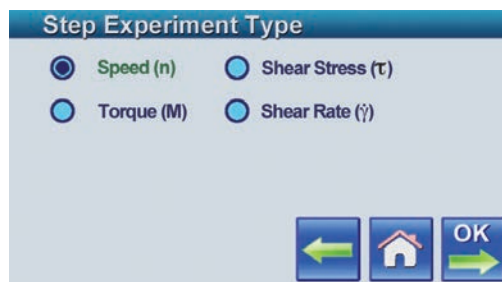 Step Experiment Type
Speed (n) Shear Stress (τ)
Torque (M) Shear Rate (γ̇)
OK